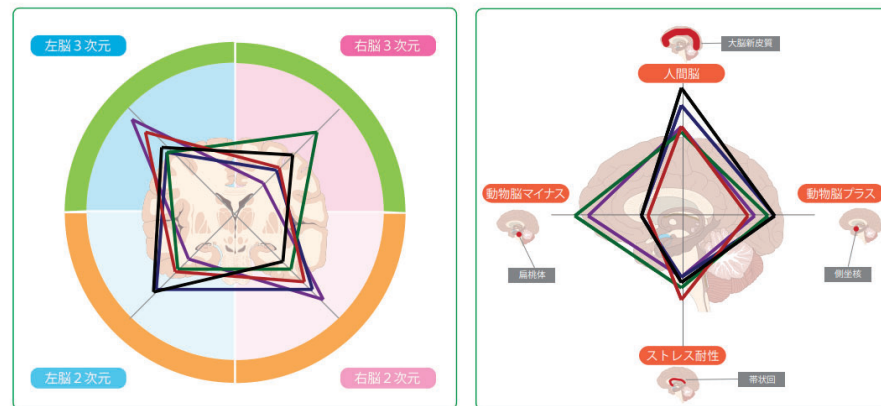 左脳3次元
右脳3次元
左脳2次元
右脳2次元
大脳新皮質
人間脳
動物脳マイナス
動物脳プラス
扁桃体
側坐核
ストレス耐性
帯状回